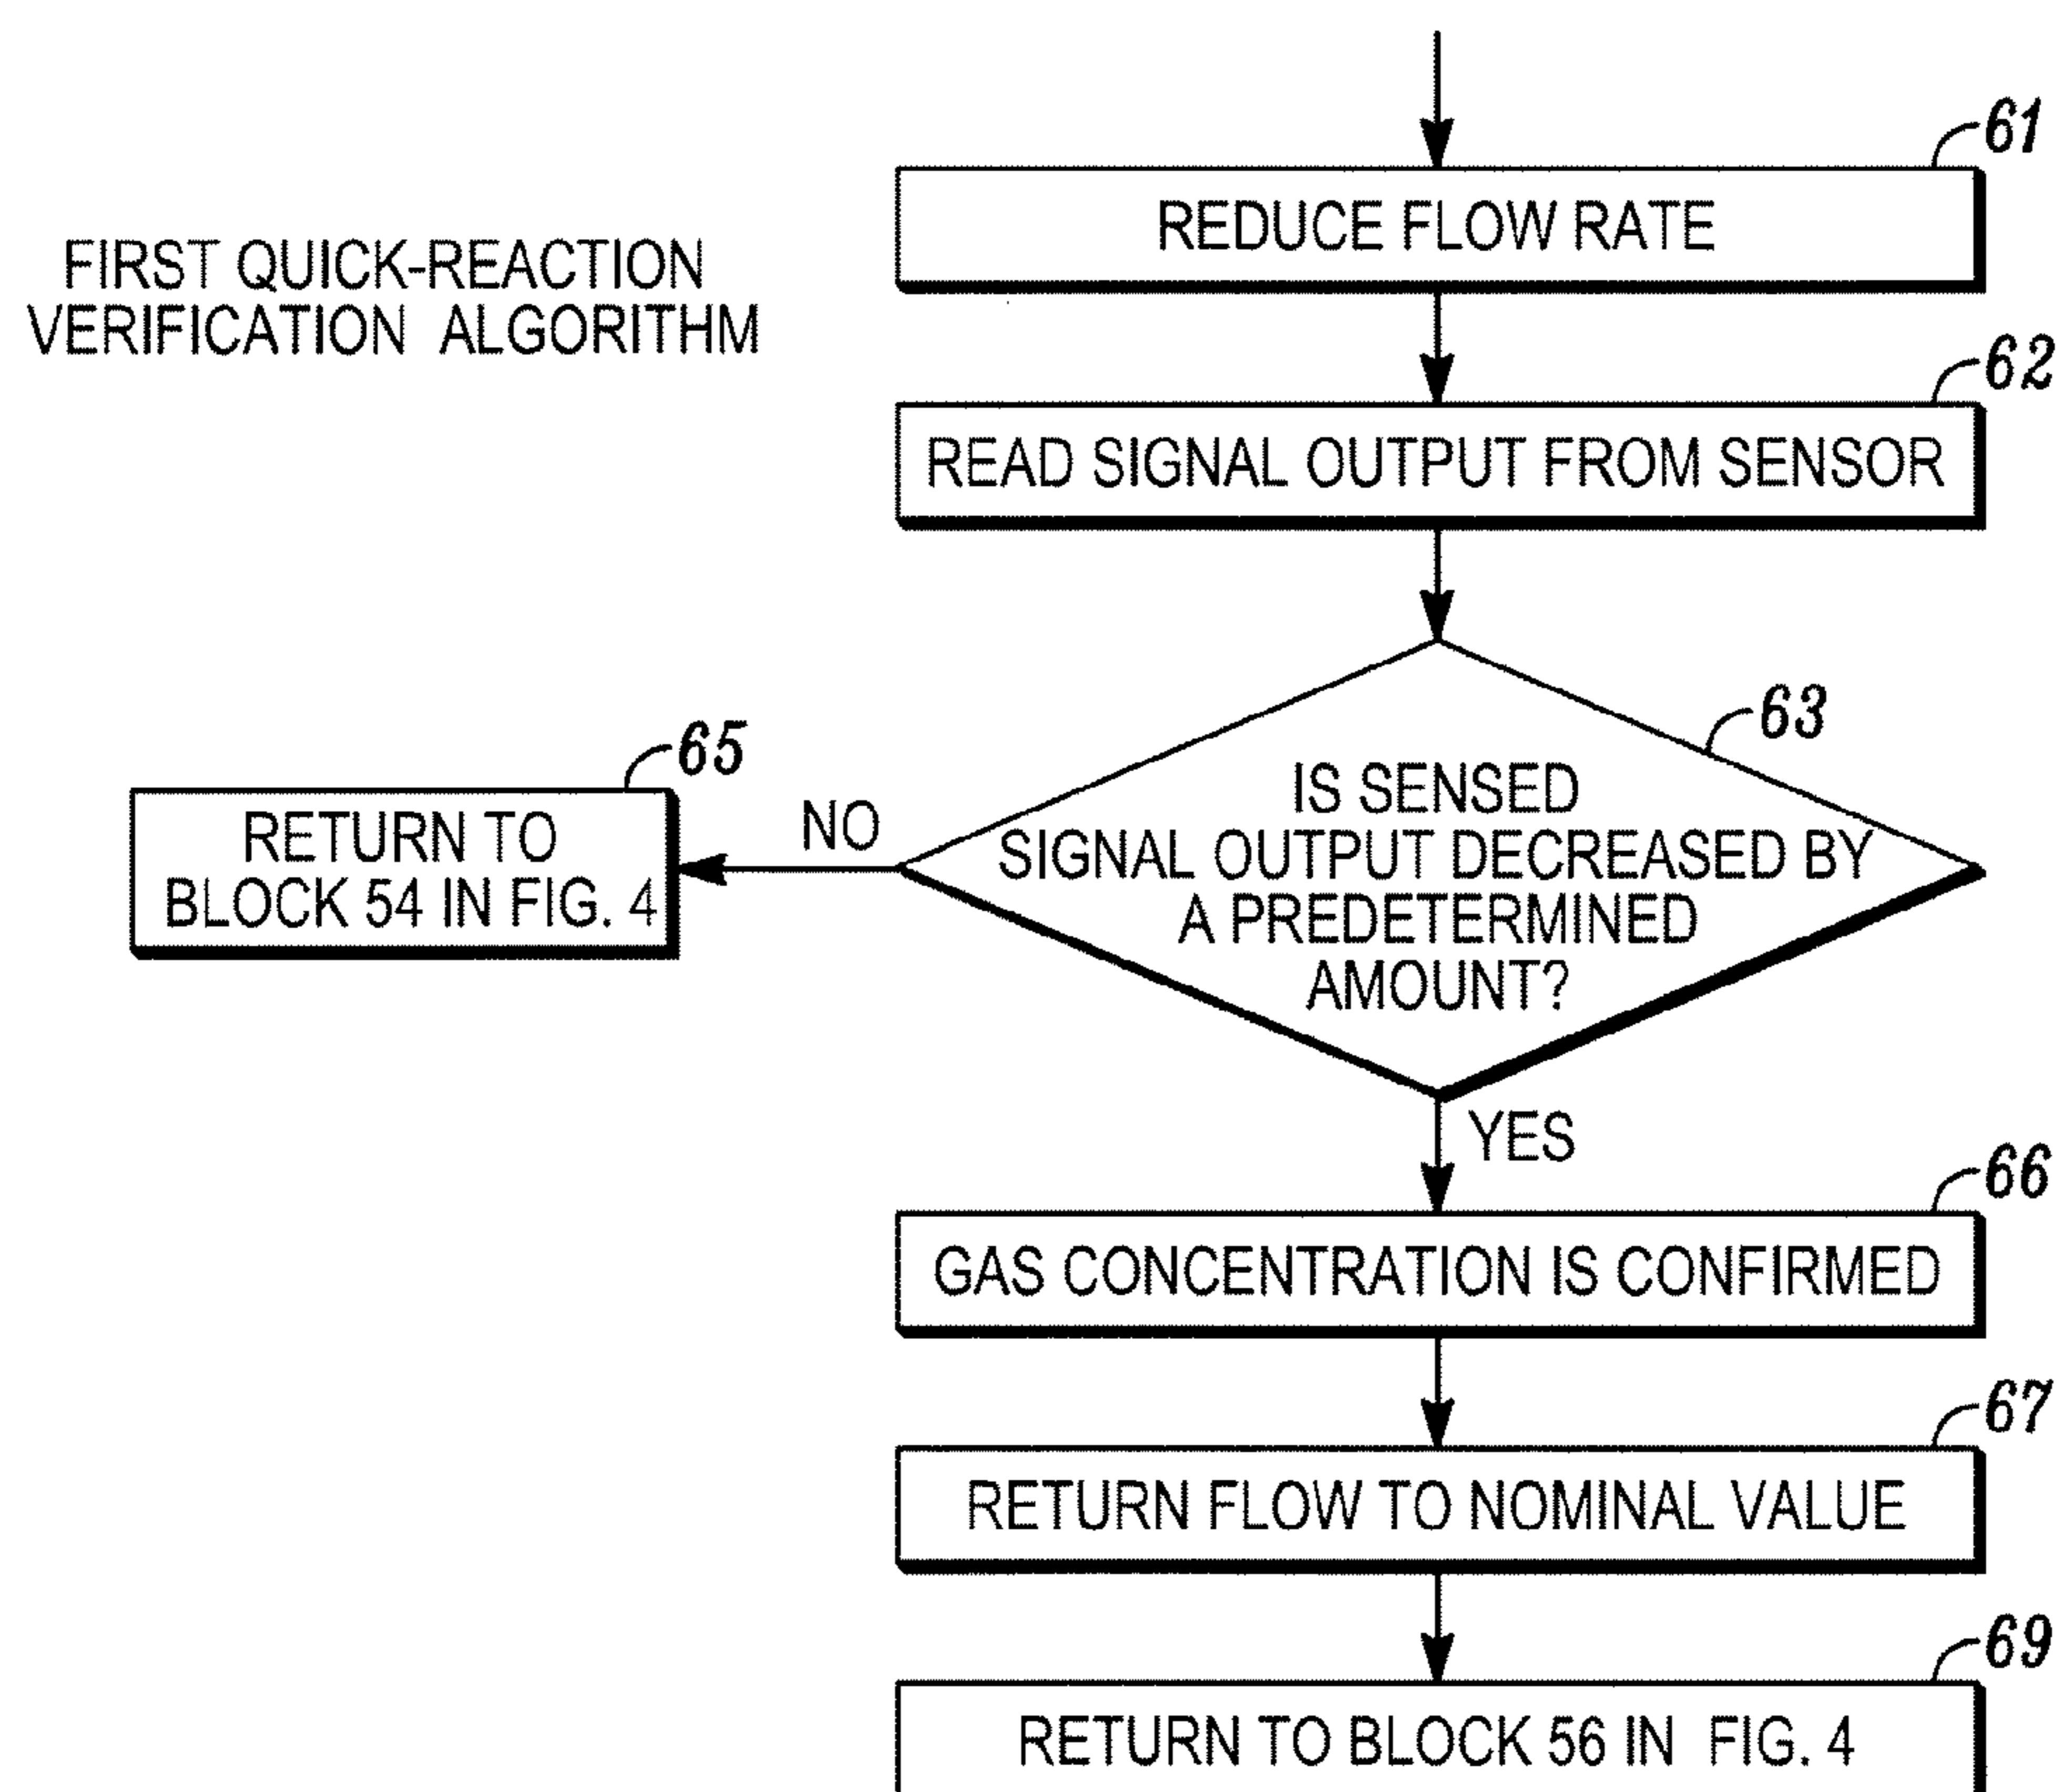 61
REDUCE FLOW RATE
FIRST QUICK-REACTION
VERIFICATION ALGORITHM
62
READ SIGNAL OUTPUT FROM SENSOR
63
IS SENSED
SIGNAL OUTPUT DECREASED BY
A PREDETERMINED
AMOUNT?
NO
65
RETURN TO
BLOCK 54 IN FIG. 4
YES
66
GAS CONCENTRATION IS CONFIRMED
67
RETURN FLOW TO NOMINAL VALUE
69
RETURN TO BLOCK 56 IN FIG. 4